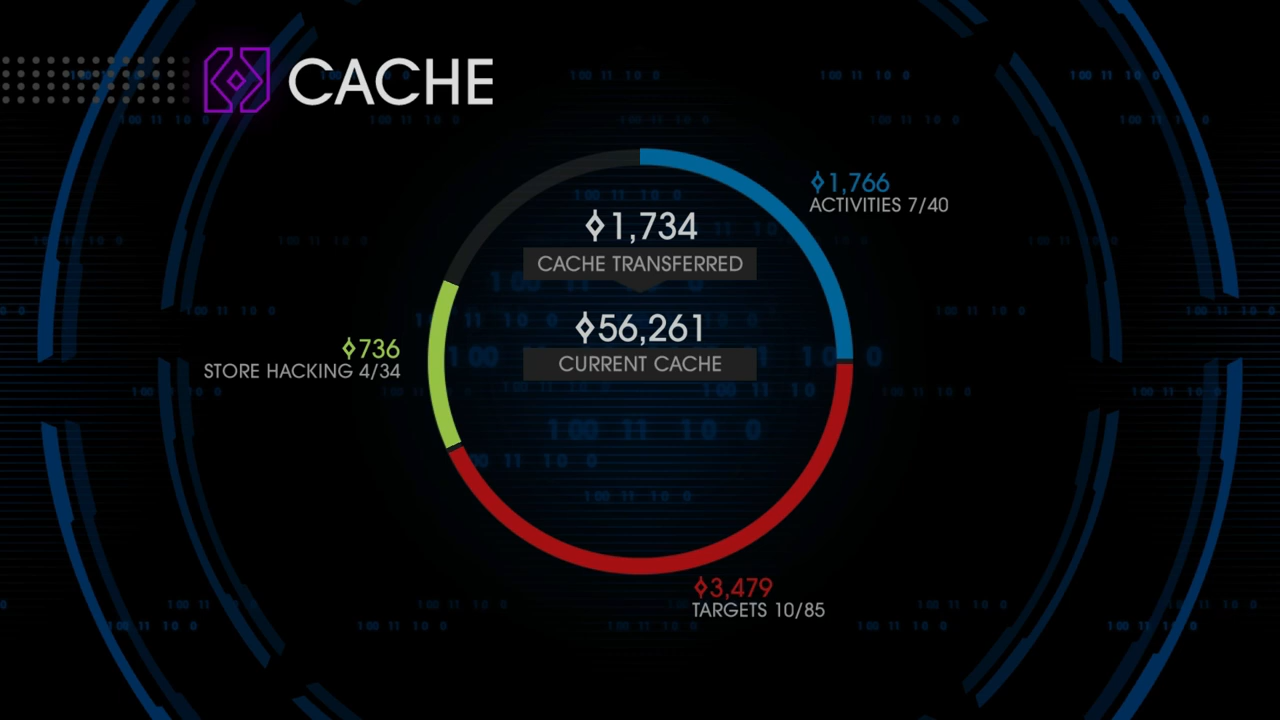 CACHE
1,766
ACTIVITIES 7/40
1,734
CACHE TRANSFERRED
56,261
CURRENT CACHE
736
STORE HACKING 4/34
3,479
TARGETS 10/85